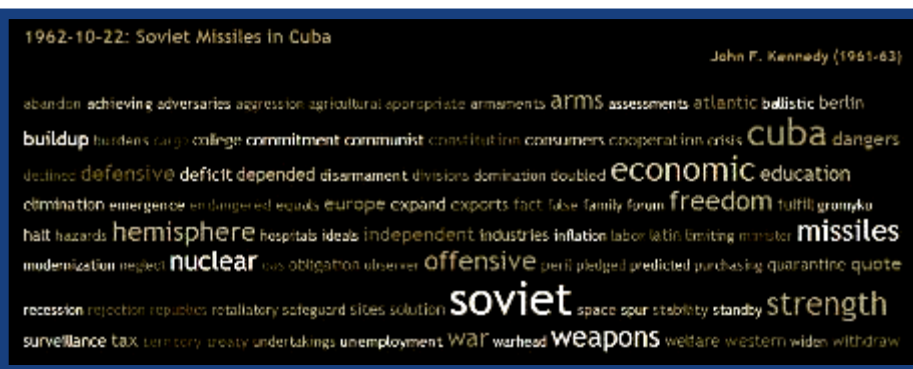 1962-10-22: Soviet Missiles in Cuba
John F. Kennedy (1961-63)
abandon achieving adversaries aggression agricultural appropriate armaments arms assessments atlantic ballistic berlin
buildup burdens cargo college commitment communist constitution consumers cooperation crisis cuba dangers
declined defensive deficit depended disarmament divisions domination doubled economic education
elimination emergence endangered equals europe expand exports fact false family forum freedom fulfill gromyko
halt hazards hemisphere hospitals ideals independent industries inflation labor latin limiting minister missiles
modernization neglect nuclear oas obligation observer offensive peril pledged predicted purchasing quarantine quote
recession rejection republics retaliatory safeguard sites solution soviet space spur stability standby strength
surveillance tax territory treaty undertakings unemployment war warhead weapons welfare western widen withdraw